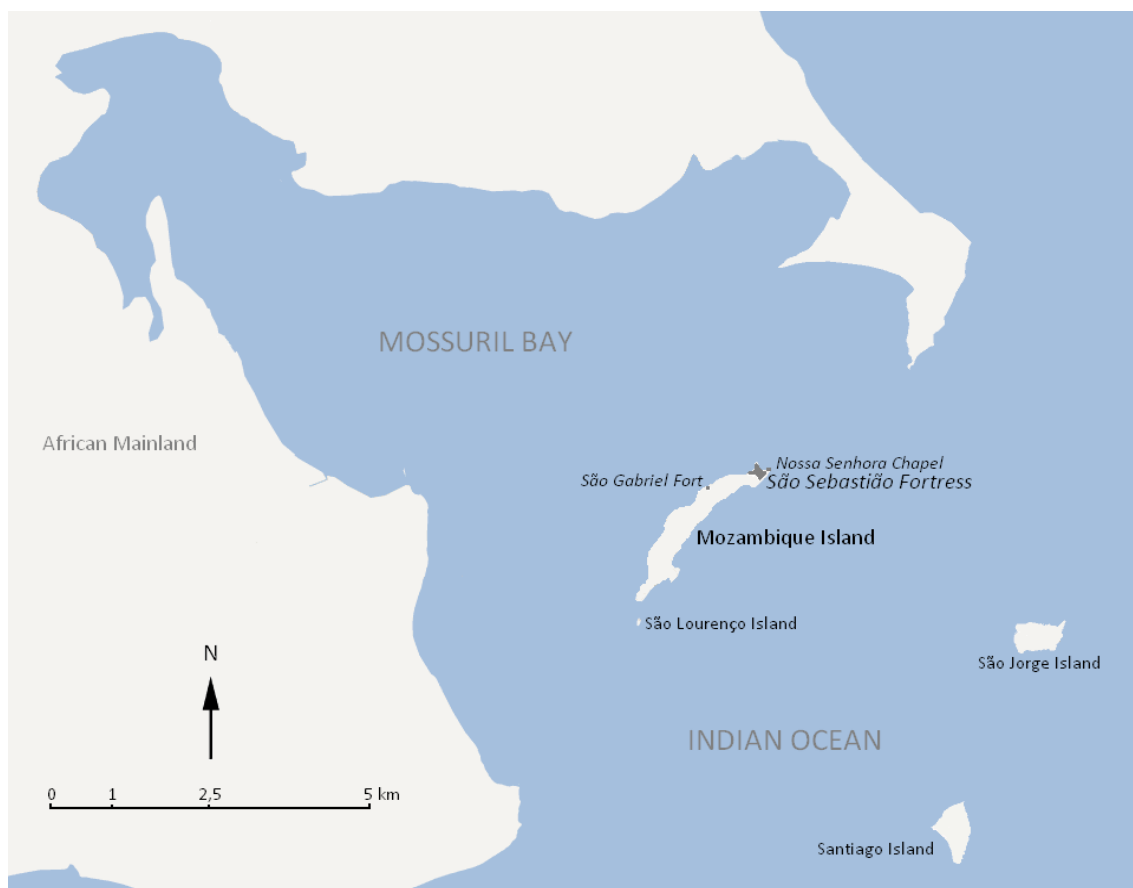 MOSSURIL BAY
African Mainland
Nossa Senhora Chapel
São Gabriel Fort
São Sebastião Fortress
Mozambique Island
São Lourenço Island
N
São Jorge Island
INDIAN OCEAN
0 1 2,5 5 km
Santiago Island